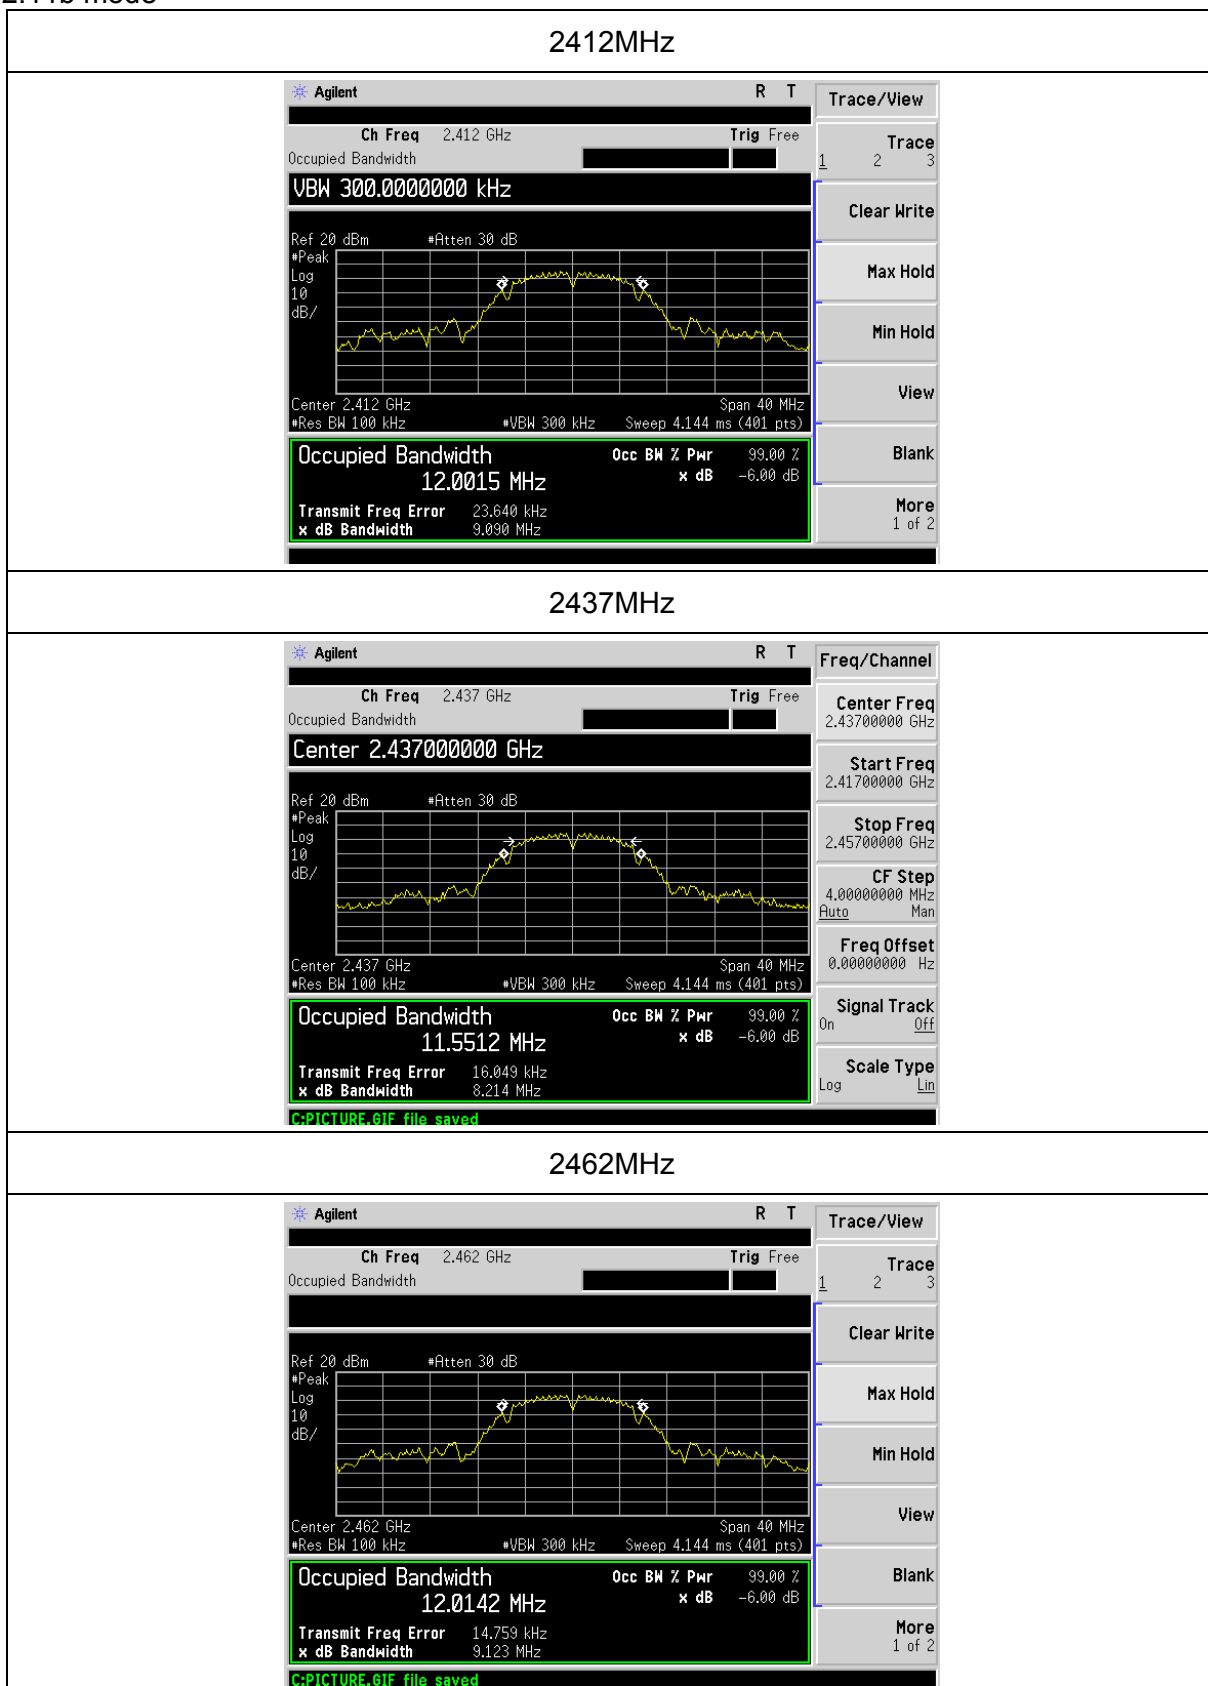 2412MHz
Agilent R T Trace/View
Ch Freq 2.412 GHz Trig Free
Occupied Bandwidth
Trace
1 2 3
VBW 300.0000000 kHz
Clear Write
Ref 20 dBm #Atten 30 dB
#Peak
Log
10
dB/
Max Hold
Min Hold
View
Center 2.412 GHz Span 40 MHz
#Res BW 100 kHz #VBW 300 kHz Sweep 4.144 ms (401 pts)
Blank
Occupied Bandwidth Occ BW % Pwr 99.00 %
12.0015 MHz x dB -6.00 dB
Transmit Freq Error 23.640 kHz
x dB Bandwidth 9.090 MHz
More
1 of 2
2437MHz
Agilent R T Freq/Channel
Ch Freq 2.437 GHz Trig Free
Occupied Bandwidth
Center Freq
2.43700000 GHz
Center 2.437000000 GHz
Start Freq
2.41700000 GHz
Ref 20 dBm #Atten 30 dB
#Peak
Log
10
dB/
Stop Freq
2.45700000 GHz
CF Step
4.00000000 MHz
Auto Man
Freq Offset
0.00000000 Hz
Center 2.437 GHz Span 40 MHz
#Res BW 100 kHz #VBW 300 kHz Sweep 4.144 ms (401 pts)
Signal Track
On Off
Occupied Bandwidth Occ BW % Pwr 99.00 %
11.5512 MHz x dB -6.00 dB
Transmit Freq Error 16.049 kHz
x dB Bandwidth 8.214 MHz
Scale Type
Log Lin
C:PICTURE.GIF file saved
2462MHz
Agilent R T Trace/View
Ch Freq 2.462 GHz Trig Free
Occupied Bandwidth
Trace
1 2 3
Clear Write
Ref 20 dBm #Atten 30 dB
#Peak
Log
10
dB/
Max Hold
Min Hold
View
Center 2.462 GHz Span 40 MHz
#Res BW 100 kHz #VBW 300 kHz Sweep 4.144 ms (401 pts)
Blank
Occupied Bandwidth Occ BW % Pwr 99.00 %
12.0142 MHz x dB -6.00 dB
Transmit Freq Error 14.759 kHz
x dB Bandwidth 9.123 MHz
More
1 of 2
C:PICTURE.GIF file saved